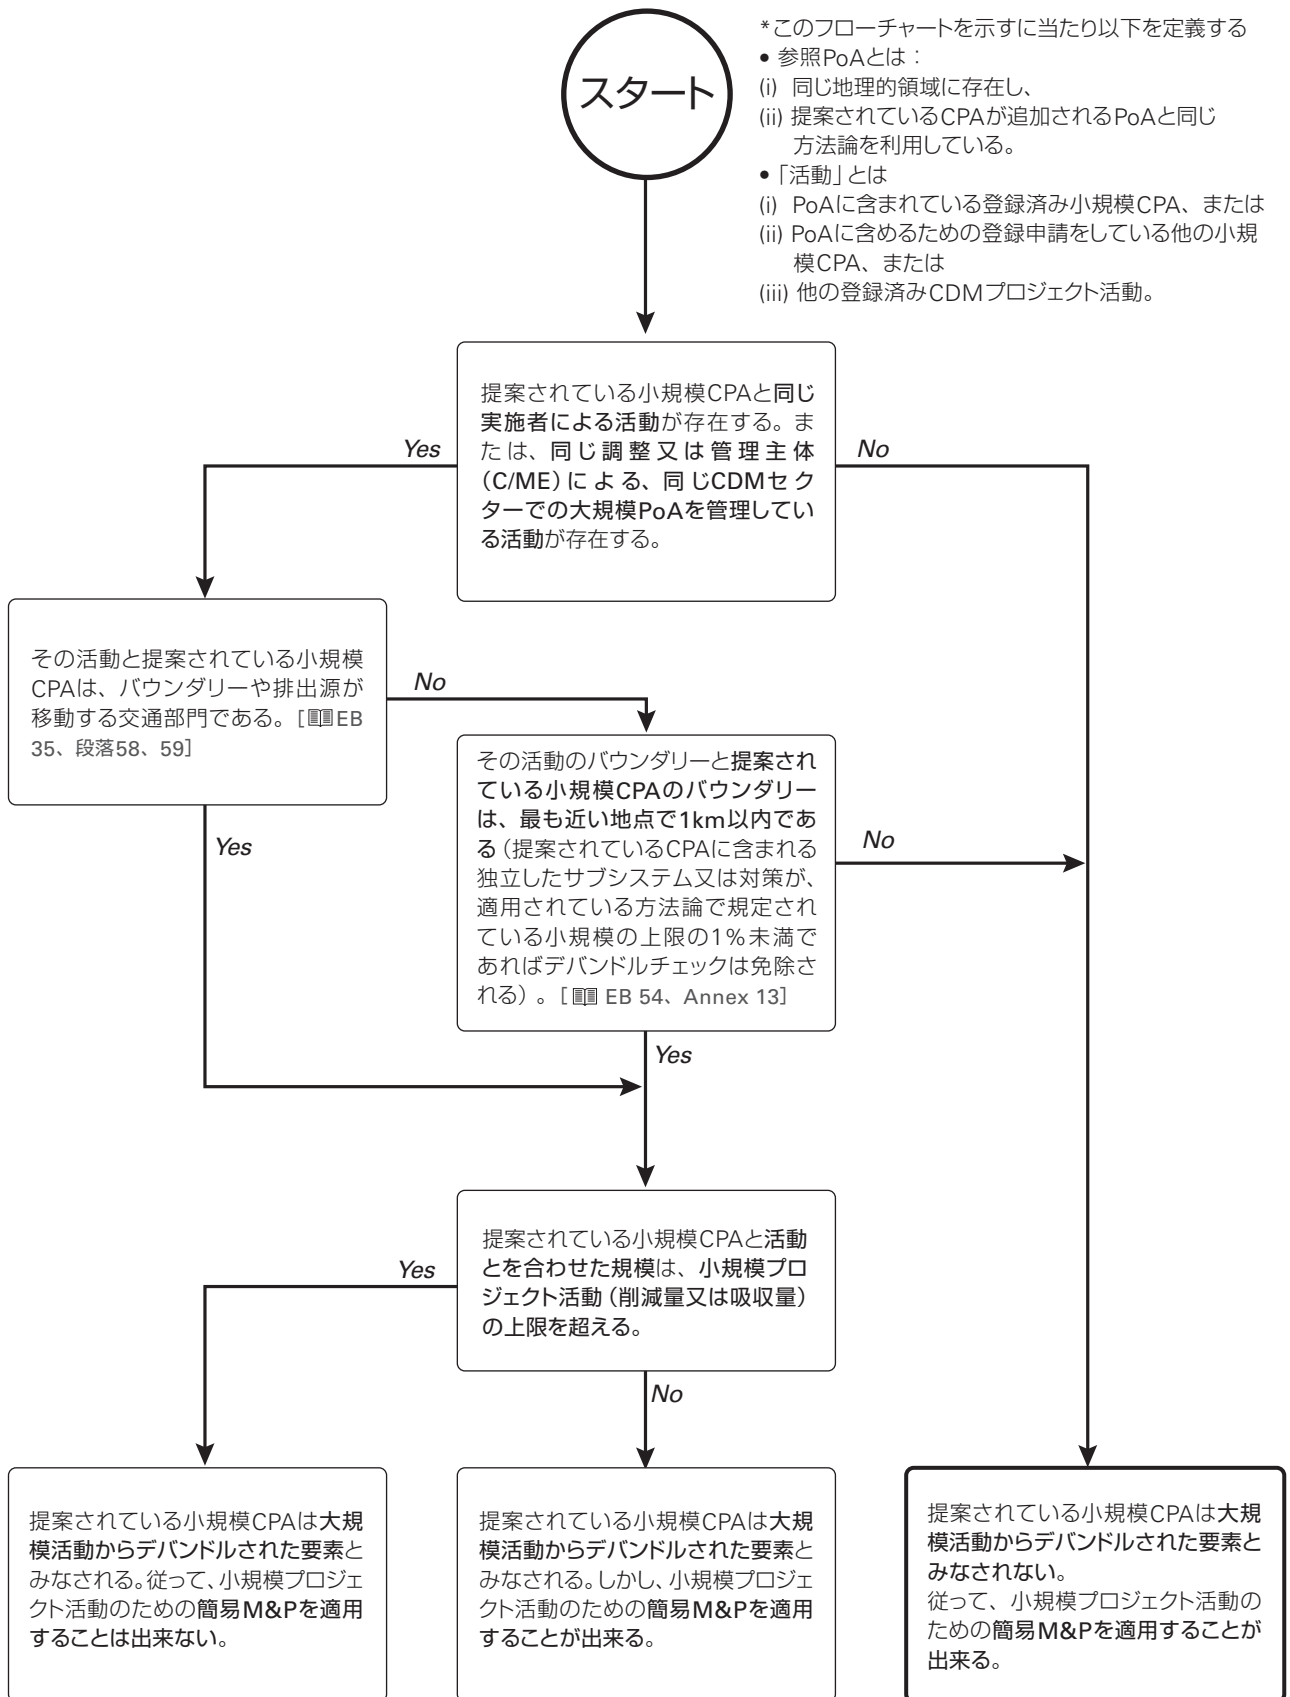 スタート
*このフローチャートを示すに当たり以下を定義する
• 参照PoAとは：
(i) 同じ地理的領域に存在し、
(ii) 提案されているCPAが追加されるPoAと同じ
方法論を利用している。
• 「活動」とは
(i) PoAに含まれている登録済み小規模CPA、または
(ii) PoAに含めるための登録申請をしている他の小規
模CPA、または
(iii) 他の登録済みCDMプロジェクト活動。
提案されている小規模CPAと同じ
実施者による活動が存在する。ま
たは、同じ調整又は管理主体
（C/ME）による、同じCDMセク
ターでの大規模PoAを管理してい
る活動が存在する。
Yes
No
その活動と提案されている小規模
CPAは、バウンダリーや排出源が
移動する交通部門である。［EB
35、段落58、59］
No
Yes
その活動のバウンダリーと提案され
ている小規模CPAのバウンダリー
は、最も近い地点で1km以内であ
る（提案されているCPAに含まれる
独立したサブシステム又は対策が、
適用されている方法論で規定され
ている小規模の上限の1%未満で
あればデバンドルチェックは免除さ
れる）。［ EB 54、Annex 13］
No
Yes
提案されている小規模CPAと活動
とを合わせた規模は、小規模プロ
ジェクト活動（削減量又は吸収量）
の上限を超える。
Yes
No
提案されている小規模CPAは大規
模活動からデバンドルされた要素と
みなされる。従って、小規模プロジェ
クト活動のための簡易M&Pを適用
することは出来ない。
提案されている小規模CPAは大規
模活動からデバンドルされた要素と
みなされる。しかし、小規模プロジェ
クト活動のための簡易M&Pを適用
することが出来る。
提案されている小規模CPAは大規
模活動からデバンドルされた要素と
みなされない。
従って、小規模プロジェクト活動の
ための簡易M&Pを適用することが
出来る。